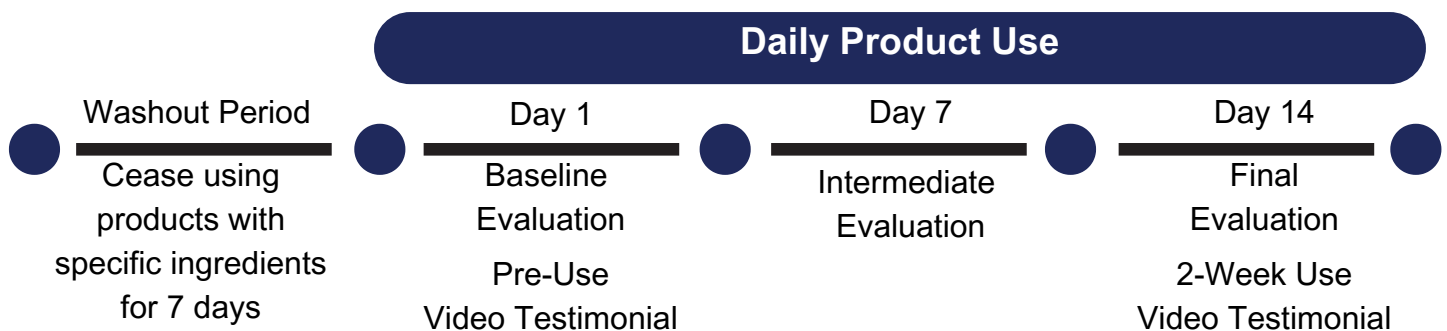 Daily Product Use
Washout Period
Cease using
products with
specific ingredients
for 7 days
Day 1
Baseline
Evaluation
Pre-Use
Video Testimonial
Day 7
Intermediate
Evaluation
Day 14
Final
Evaluation
2-Week Use
Video Testimonial